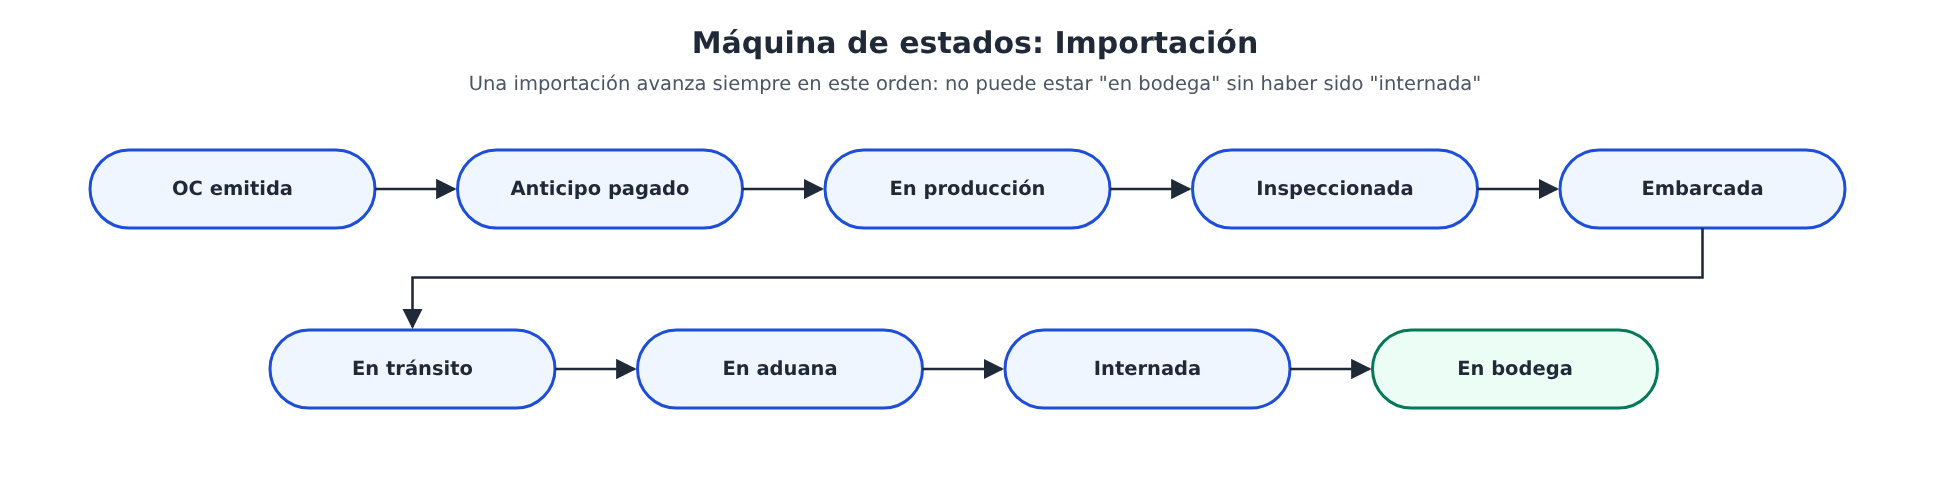 Máquina de estados: Importación
Una importación avanza siempre en este orden: no puede estar "en bodega" sin haber sido "internada"
OC emitida
Anticipo pagado
En producción
Inspeccionada
Embarcada
En tránsito
En aduana
Internada
En bodega